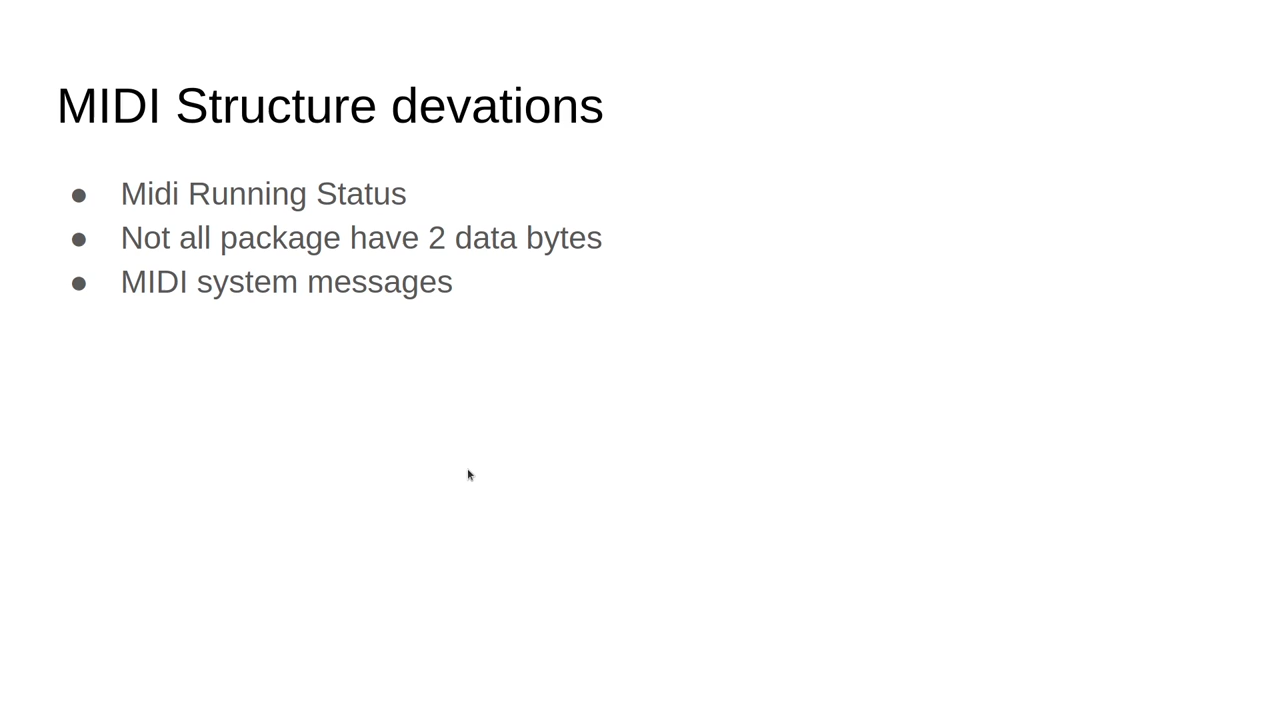 MIDI Structure devations
● Midi Running Status
● Not all package have 2 data bytes
● MIDI system messages